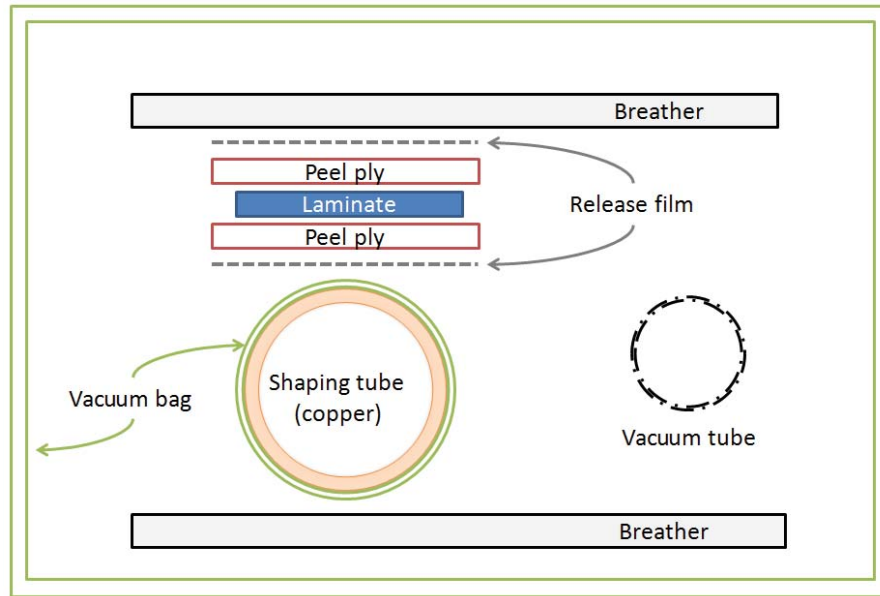 Breather
Peel ply
Laminate
Peel ply
Release film
Shaping tube
(copper)
Vacuum bag
Vacuum tube
Breather